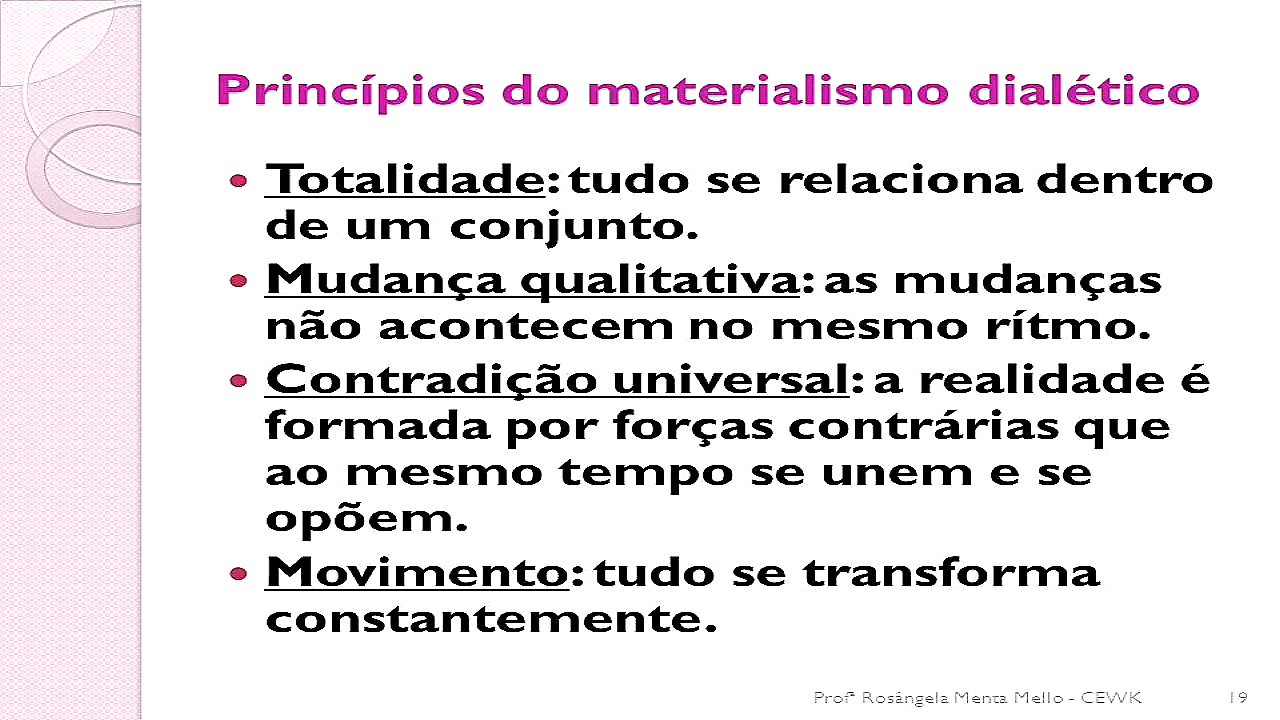 Princípios do materialismo dialético
• Totalidade: tudo se relaciona dentro
de um conjunto.
• Mudança qualitativa: as mudanças
não acontecem no mesmo rítmo.
• Contradição universal: a realidade é
formada por forças contrárias que
ao mesmo tempo se unem e se
opõem.
• Movimento: tudo se transforma
constantemente.
Profª Rosângela Menta Mello - CEWK 19